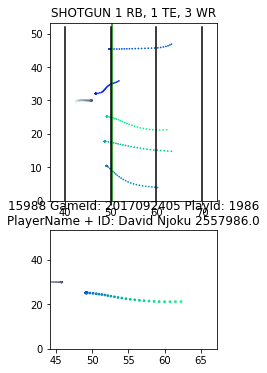 SHOTGUN 1 RB, 1 TE, 3 WR
50
40
30
20
10
0
40 50 60 70
15988 GameId: 2017092405 PlayId: 1986
PlayerName + ID: David Njoku 2557986.0
40
20
0
45 50 55 60 65